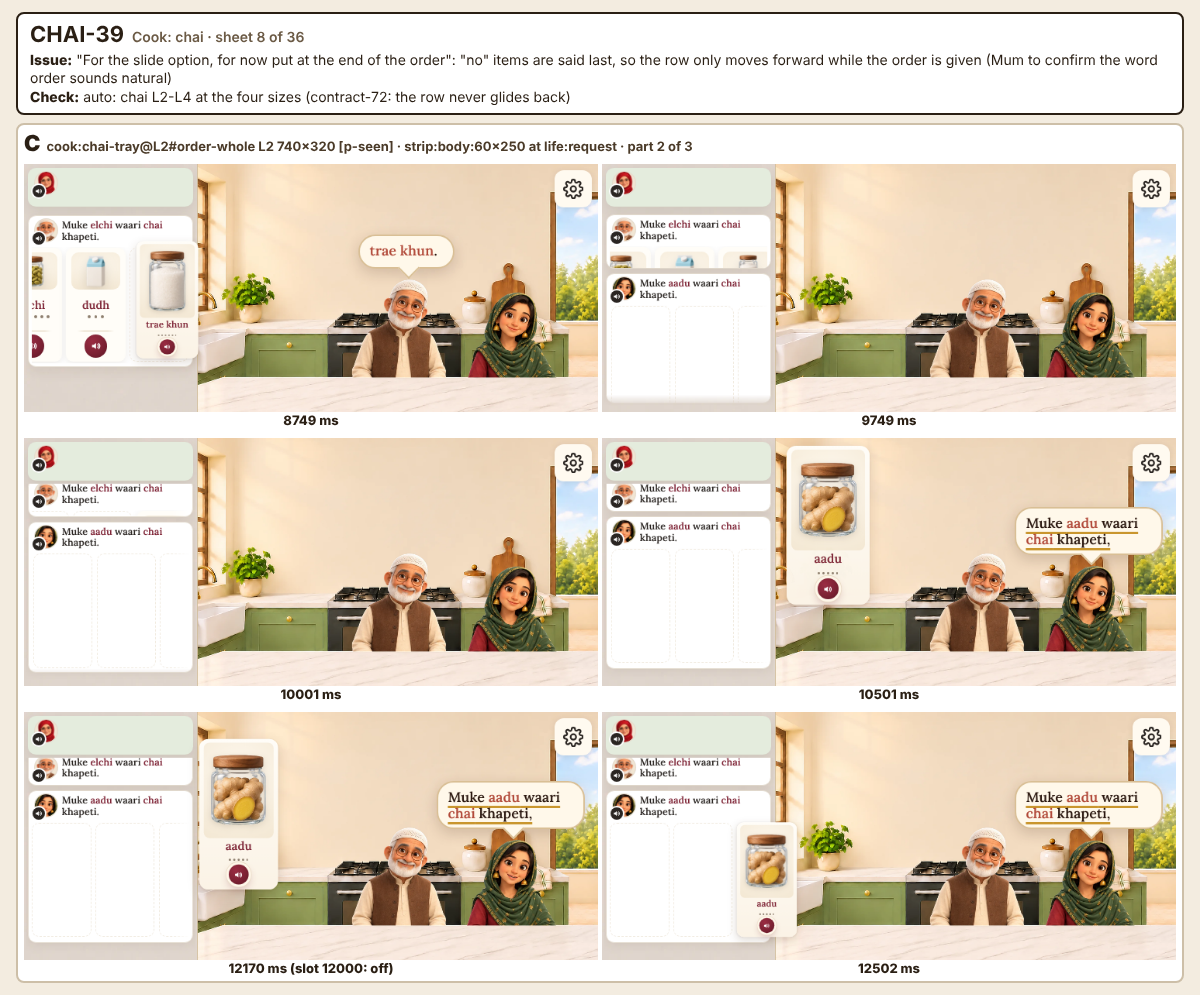 CHAI-39 Cook: chai · sheet 8 of 36
Issue: "For the slide option, for now put at the end of the order": "no" items are said last, so the row only moves forward while the order is given (Mum to confirm the word
order sounds natural)
Check: auto: chai L2-L4 at the four sizes (contract-72: the row never glides back)
C cook:chai-tray@L2#order-whole L2 740×320 [p-seen] · strip:body:60×250 at life:request · part 2 of 3
Muke elchi waari chai
khapeti.
chi
dudh
trae khun
trae khun.
8749 ms
Muke elchi waari chai
khapeti.
Muke aadu waari chai
khapeti.
9749 ms
Muke elchi waari chai
khapeti.
Muke aadu waari chai
khapeti.
10001 ms
Muke elchi waari chai
khapeti.
Muke aadu waari chai
khapeti.
aadu
Muke aadu waari
chai khapeti,
10501 ms
Muke elchi waari chai
khapeti.
Muke aadu waari chai
khapeti.
aadu
Muke aadu waari
chai khapeti,
12170 ms (slot 12000: off)
Muke elchi waari chai
khapeti.
Muke aadu waari chai
khapeti.
aadu
Muke aadu waari
chai khapeti,
12502 ms